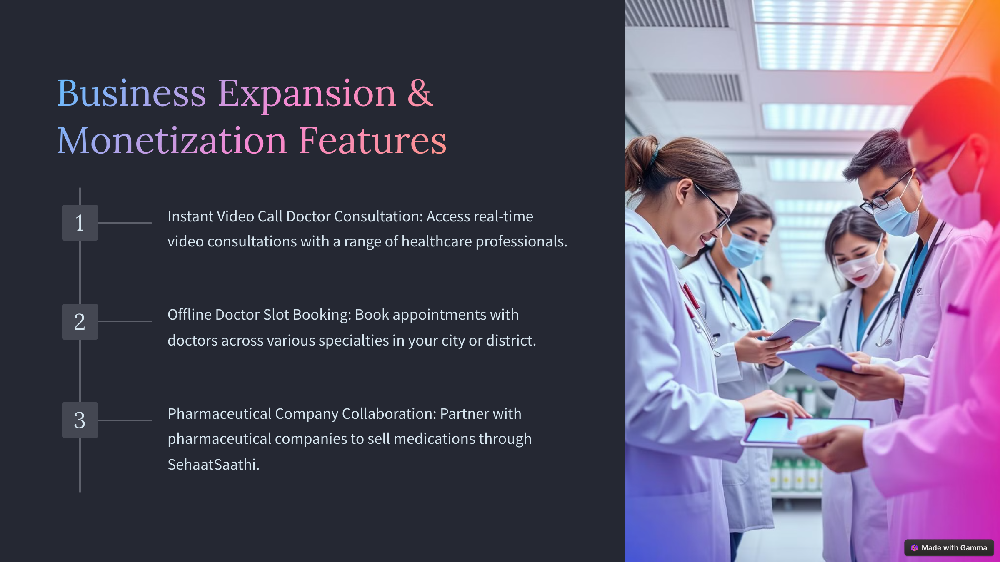 Business Expansion &
Monetization Features
1
Instant Video Call Doctor Consultation: Access real-time
video consultations with a range of healthcare professionals.
2
Offline Doctor Slot Booking: Book appointments with
doctors across various specialties in your city or district.
3
Pharmaceutical Company Collaboration: Partner with
pharmaceutical companies to sell medications through
SehaatSaathi.
Made with Gamma